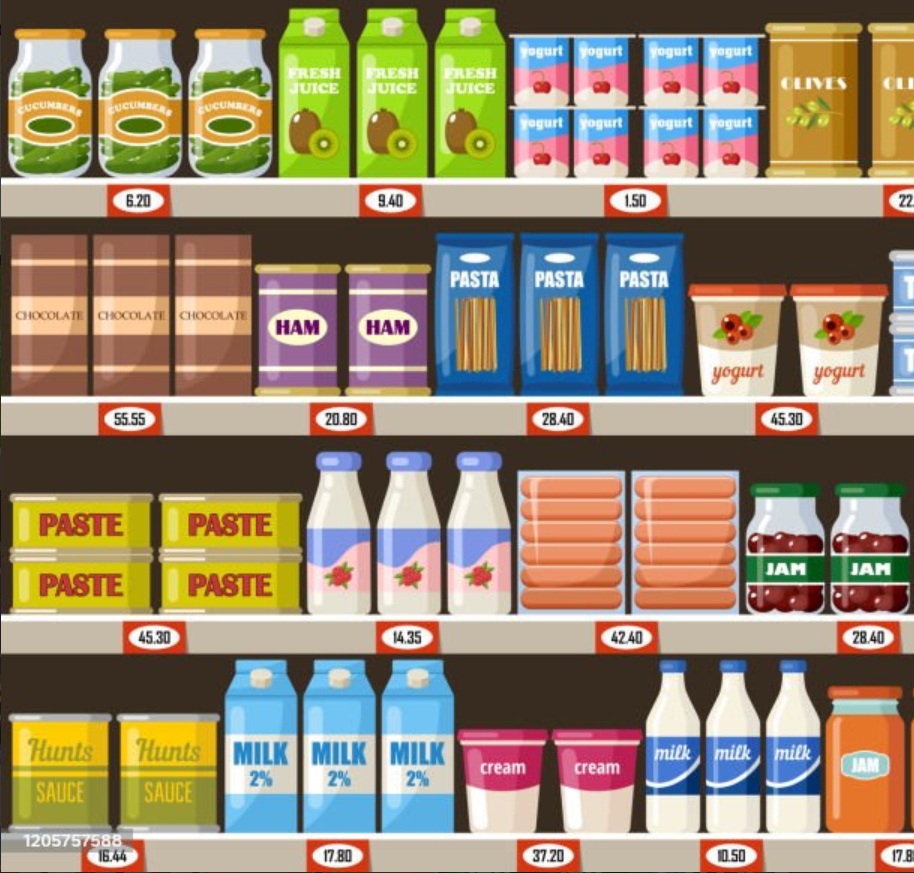 CUCUMBERS CUCUMBERS CUCUMBERS
FRESH JUICE
FRESH JUICE
FRESH JUICE
yogurt yogurt yogurt yogurt
yogurt yogurt yogurt yogurt
OLIVES
6.20 9.40 1.50 22.
CHOCOLATE CHOCOLATE CHOCOLATE
HAM HAM
PASTA PASTA PASTA
yogurt yogurt
55.55 20.80 28.40 45.30
PASTE PASTE
PASTE PASTE
JAM JAM
45.30 14.35 42.40 28.40
Hunts SAUCE
Hunts SAUCE
MILK 2%
MILK 2%
MILK 2%
cream cream
milk milk milk
JAM
1205757588
16.44 17.80 37.20 10.50 17.8